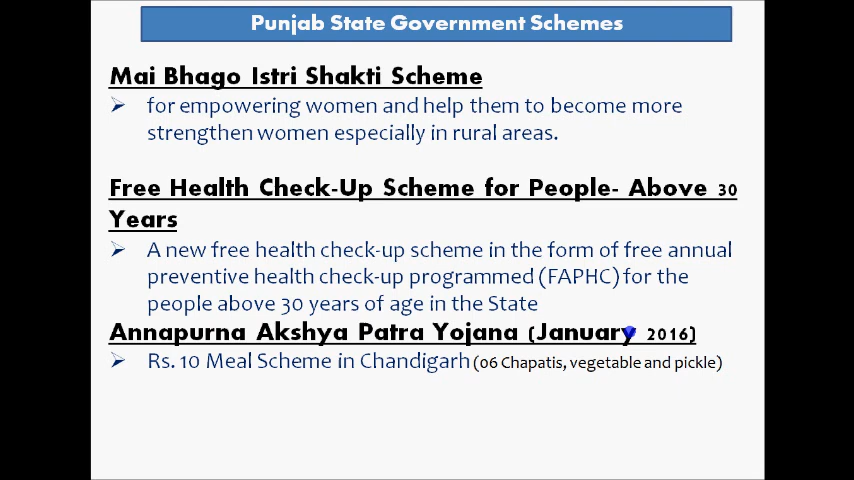 Punjab State Government Schemes
Mai Bhago Istri Shakti Scheme
for empowering women and help them to become more
strengthen women especially in rural areas.
Free Health Check-Up Scheme for People- Above 30
Years
A new free health check-up scheme in the form of free annual
preventive health check-up programmed (FAPHC) for the
people above 30 years of age in the State
Annapurna Akshya Patra Yojana (January 2016)
Rs. 10 Meal Scheme in Chandigarh (06 Chapatis, vegetable and pickle)